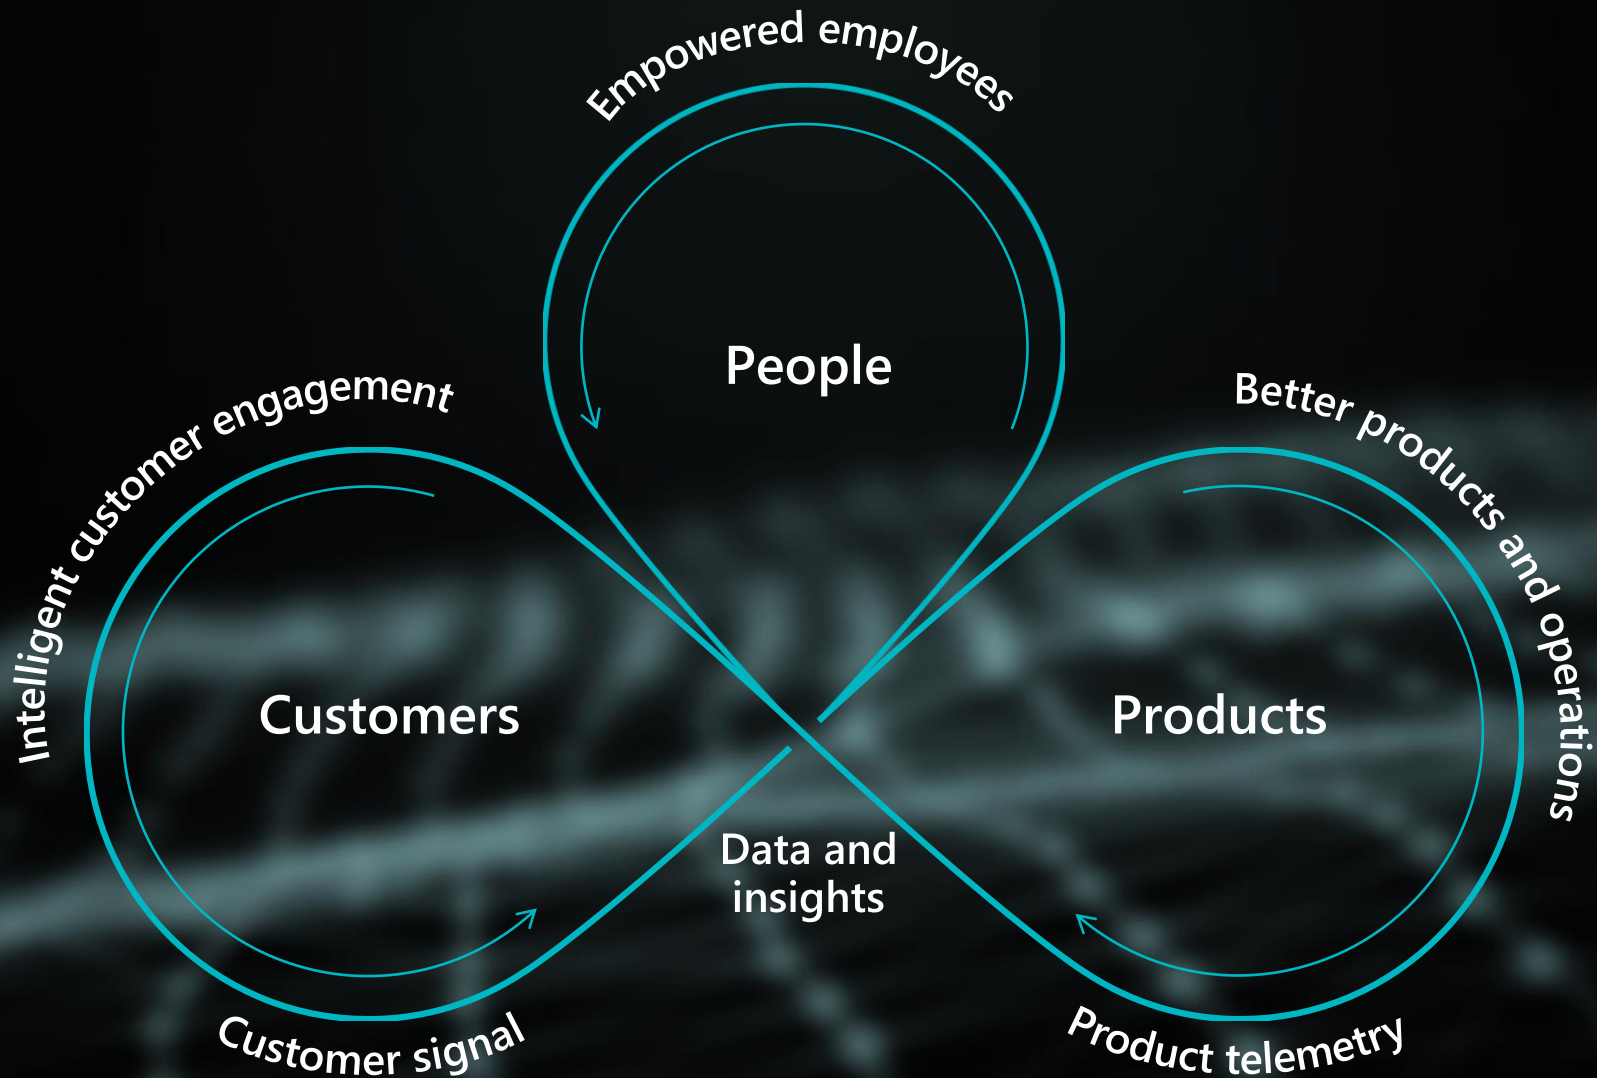 Empowered employees
People
Intelligent customer engagement
Better products and operations
Customers
Products
Data and
insights
Customer signal
Product telemetry